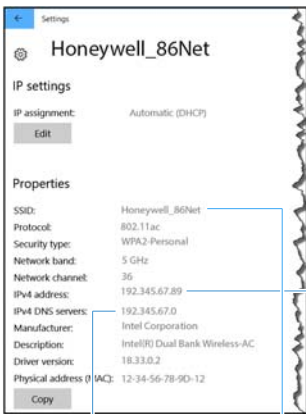 Settings
Honeywell_86Net
IP settings
IP assignment: Automatic (DHCP)
Edit
Properties
SSID: Honeywell_86Net
Protocol: 802.11ac
Security type: WPA2-Personal
Network band: 5 GHz
Network channel: 36
IPv4 address: 192.345.67.89
IPv4 DNS servers: 192.345.67.0
Manufacturer: Intel Corporation
Description: Intel(R) Dual Bank Wireless-AC
Driver version: 18.33.0.2
Physical address (MAC): 12-34-56-78-9D-12
Copy